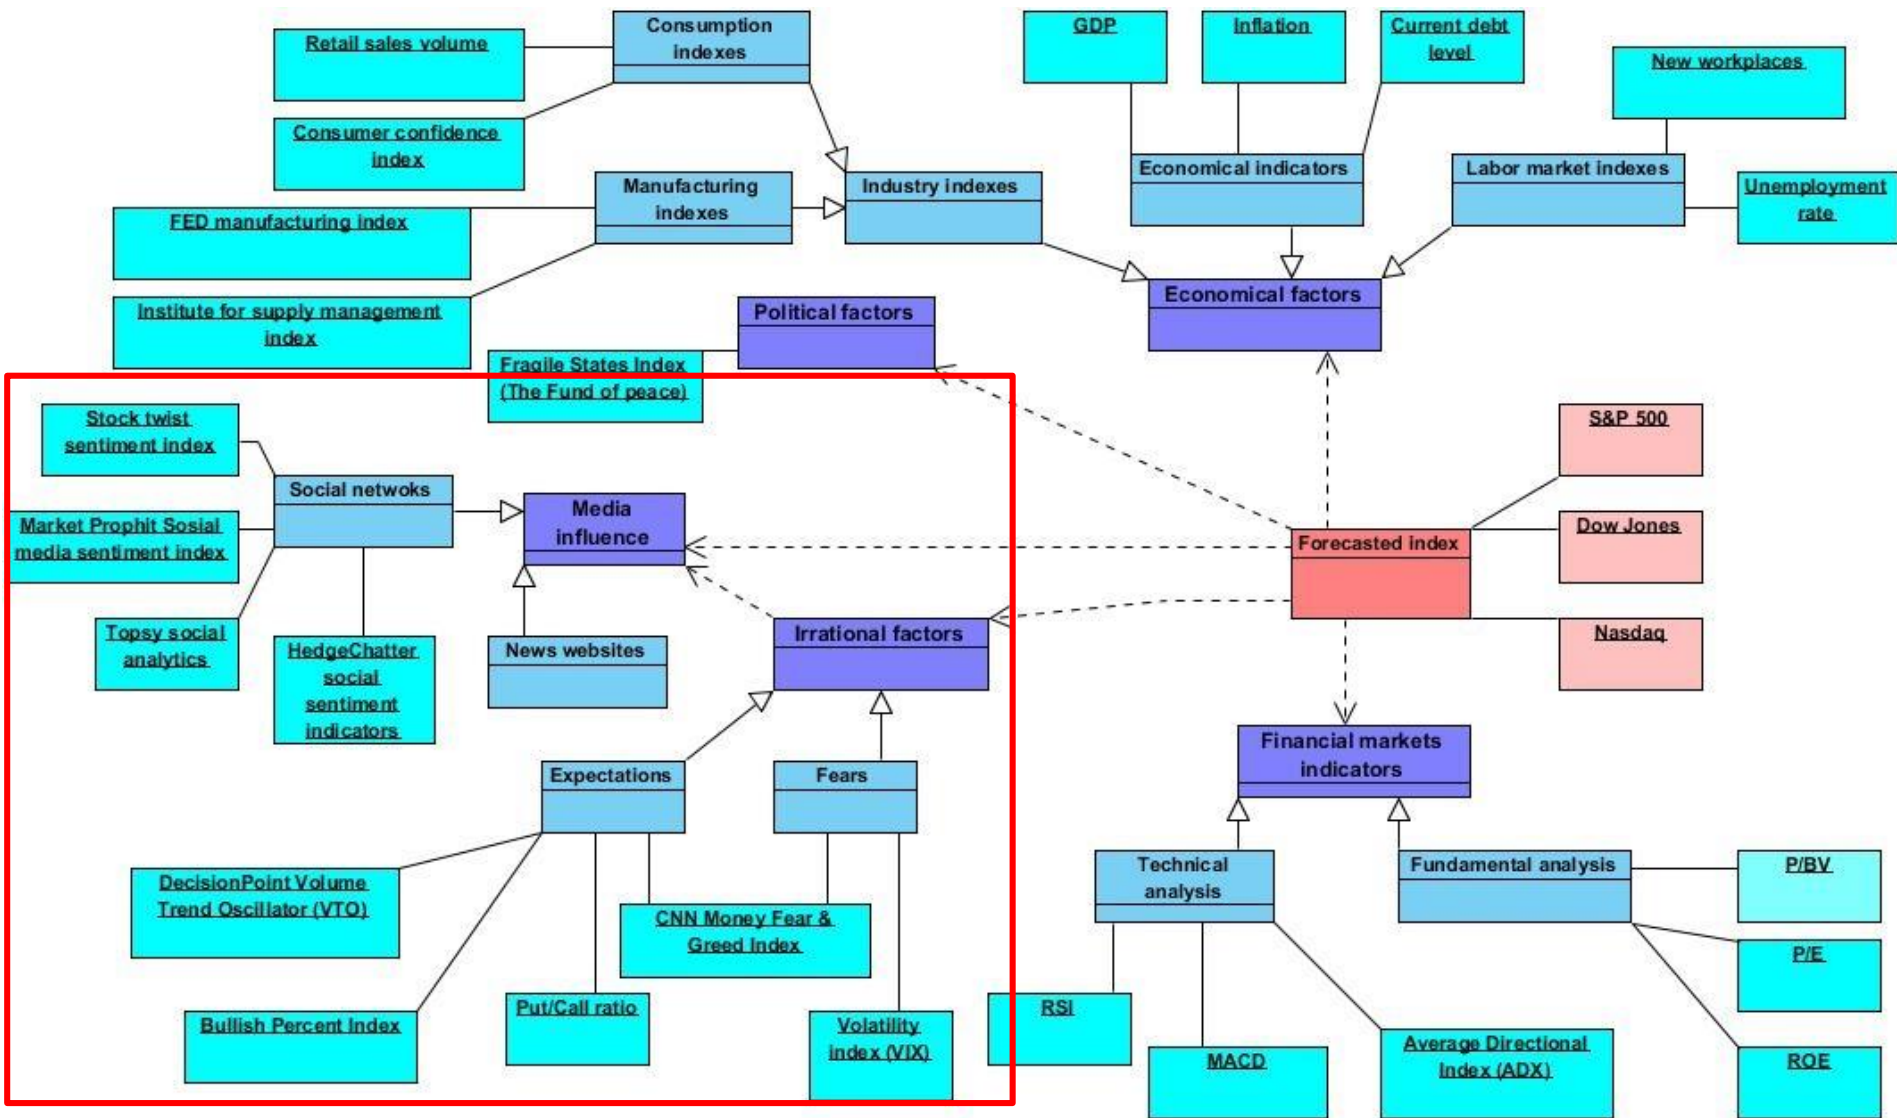 Consumption
indexes
Retail sales volume
Consumer confidence
index
GDP
Inflation
Current debt
level
New workplaces
Manufacturing
indexes
Industry indexes
Economical indicators
Labor market indexes
Unemployment
rate
FED manufacturing index
Institute for supply management
index
Political factors
Economical factors
Fragile States Index
(The Fund of peace)
Stock twist
sentiment index
Social netwoks
Media
influence
Market Prophit Sosial
media sentiment index
Topsy social
analytics
HedgeChatter
social
sentiment
indicators
News websites
Irrational factors
Forecasted index
S&P 500
Dow Jones
Nasdaq
Expectations
Fears
Financial markets
indicators
DecisionPoint Volume
Trend Oscillator (VTO)
CNN Money Fear &
Greed Index
Bullish Percent Index
Put/Call ratio
Volatility
index (VIX)
Technical
analysis
Fundamental analysis
P/BV
P/E
ROE
RSI
MACD
Average Directional
Index (ADX)